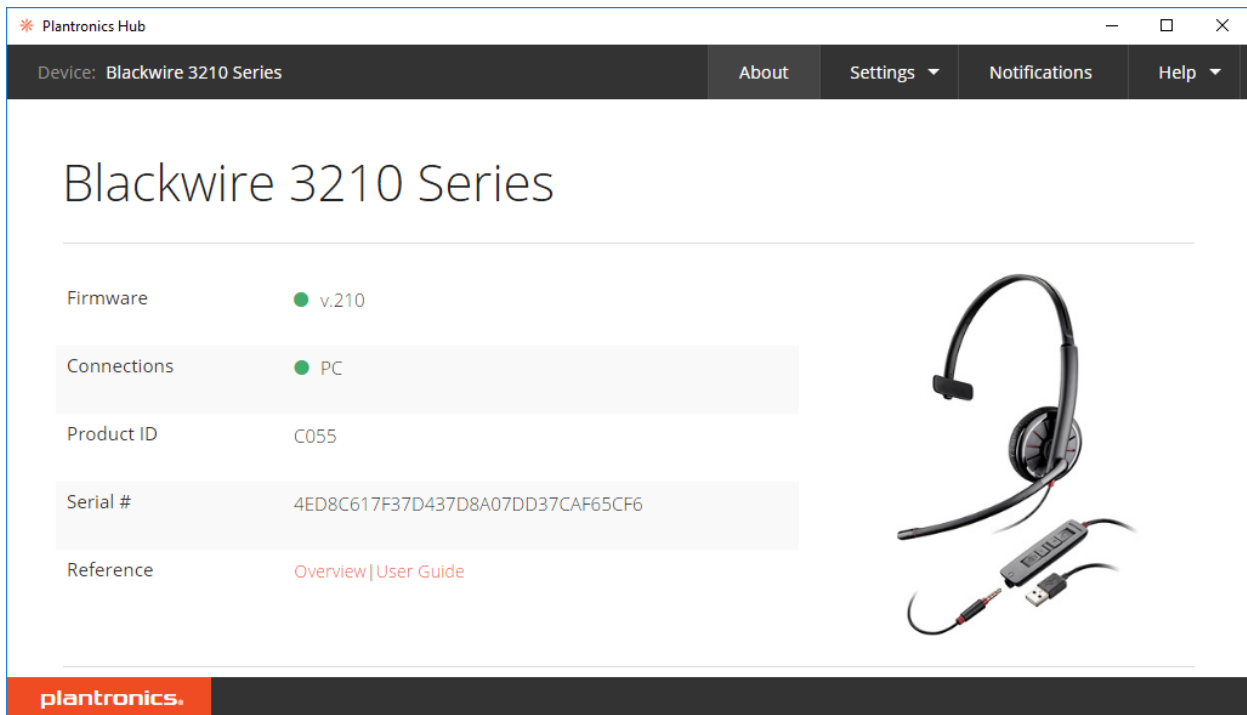 Plantronics Hub
Device: Blackwire 3210 Series About Settings Notifications Help
Blackwire 3210 Series
Firmware v.210
Connections PC
Product ID C055
Serial # 4ED8C617F37D437D8A07DD37CAF65CF6
Reference Overview|User Guide
plantronics®